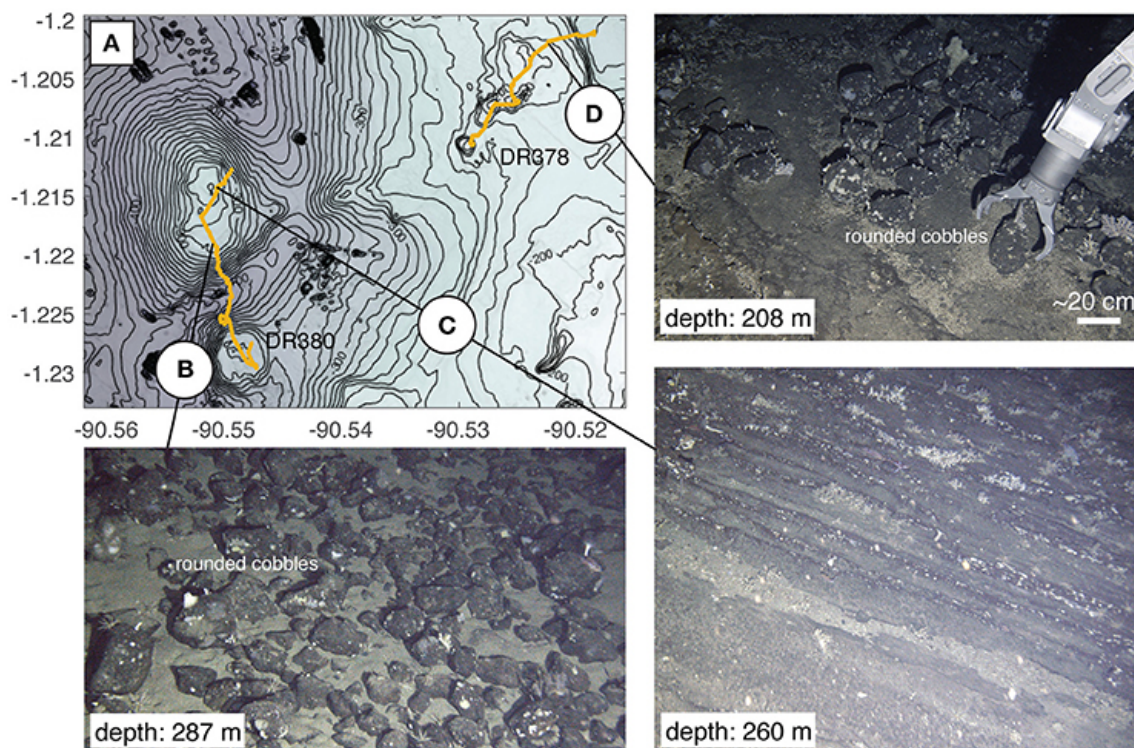 A
-1.2
-1.205
-1.21
-1.215
-1.22
-1.225
-1.23
-90.56 -90.55 -90.54 -90.53 -90.52
DR378
DR380
-200
B
C
D
rounded cobbles
~20 cm
depth: 208 m
rounded cobbles
depth: 287 m
depth: 260 m